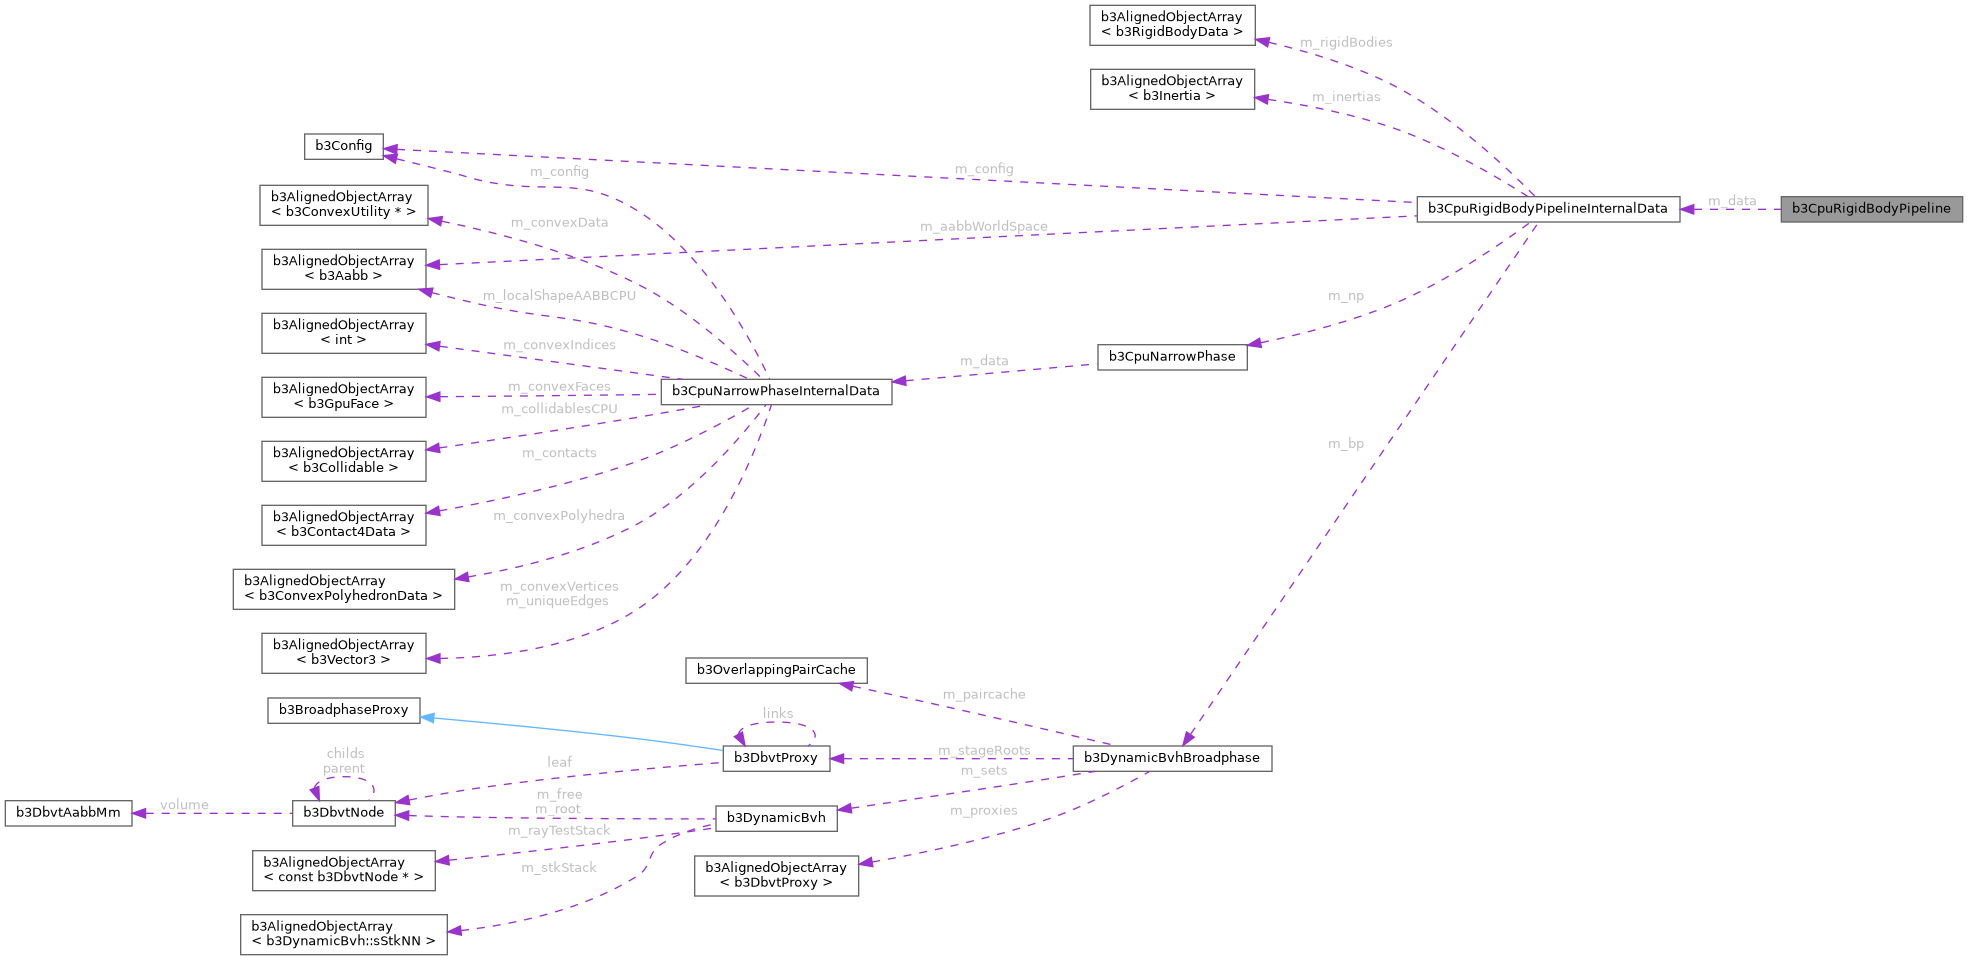 b3AlignedObjectArray
< b3RigidBodyData >
m_rigidBodies
b3AlignedObjectArray
< b3Inertia >
m_inertias
b3Config
m_config
m_config
b3AlignedObjectArray
< b3ConvexUtility * >
m_convexData
m_aabbWorldSpace
b3CpuRigidBodyPipelineInternalData
m_data
b3CpuRigidBodyPipeline
b3AlignedObjectArray
< b3Aabb >
m_localShapeAABBCPU
m_np
b3AlignedObjectArray
< int >
m_convexIndices
b3CpuNarrowPhase
m_data
b3AlignedObjectArray
< b3GpuFace >
m_convexFaces
b3CpuNarrowPhaseInternalData
m_collidablesCPU
m_bp
b3AlignedObjectArray
< b3Collidable >
m_contacts
b3AlignedObjectArray
< b3Contact4Data >
m_convexPolyhedra
b3AlignedObjectArray
< b3ConvexPolyhedronData >
m_convexVertices
m_uniqueEdges
b3AlignedObjectArray
< b3Vector3 >
b3OverlappingPairCache
m_paircache
b3BroadphaseProxy
links
b3DbvtProxy
m_stageRoots
b3DynamicBvhBroadphase
childs
parent
leaf
m_sets
m_free
m_root
b3DbvtAabbMm
volume
b3DbvtNode
b3DynamicBvh
m_proxies
m_rayTestStack
b3AlignedObjectArray
< const b3DbvtNode * >
m_stkStack
b3AlignedObjectArray
< b3DbvtProxy >
b3AlignedObjectArray
< b3DynamicBvh::sStkNN >